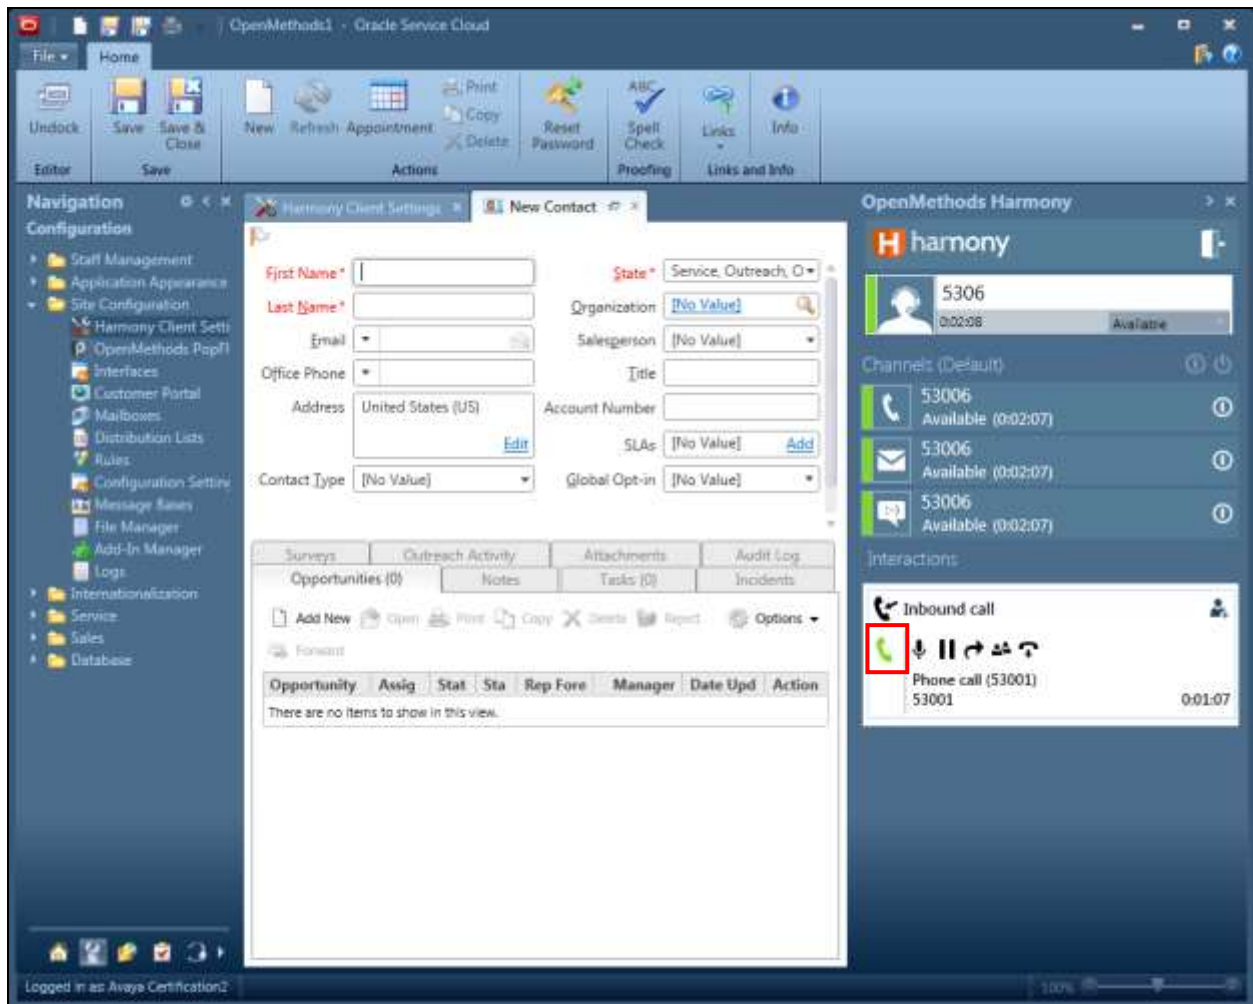 OpenMethods1 - Oracle Service Cloud
File
Home
Undock
Save
Save & Close
New
Refresh
Appointment
Print
Copy
Delete
Reset Password
ABC
Spell Check
Links
Info
Editor
Save
Actions
Proofing
Links and Info
Navigation
Configuration
Staff Management
Application Appearance
Site Configuration
Harmony Client Setti
OpenMethods PopFl
Interfaces
Customer Portal
Mailboxes
Distribution Lists
Rules
Configuration Settin
Message Bases
File Manager
Add-In Manager
Logs
Internationalization
Service
Sales
Database
Harmony Client Settings
New Contact
First Name *
State * Service, Outreach, O
Last Name *
Organization [No Value]
Email
Salesperson [No Value]
Office Phone
Title
Address United States (US)
Account Number
Edit
SLAs [No Value] Add
Contact Type [No Value]
Global Opt-in [No Value]
Surveys Outreach Activity Attachments Audit Log
Opportunities (0) Notes Tasks (0) Incidents
Add New Open Print Copy Delete Reject Options
Forward
Opportunity Assig Stat Sta Rep Fore Manager Date Upd Action
There are no items to show in this view.
OpenMethods Harmony
harmony
5306
0:02:08 Available
Channels (Default)
53006
Available (0:02:07)
53006
Available (0:02:07)
53006
Available (0:02:07)
Interactions
Inbound call
Phone call (53001)
53001 0:01:07
Logged in as Avaya Certification2
100%